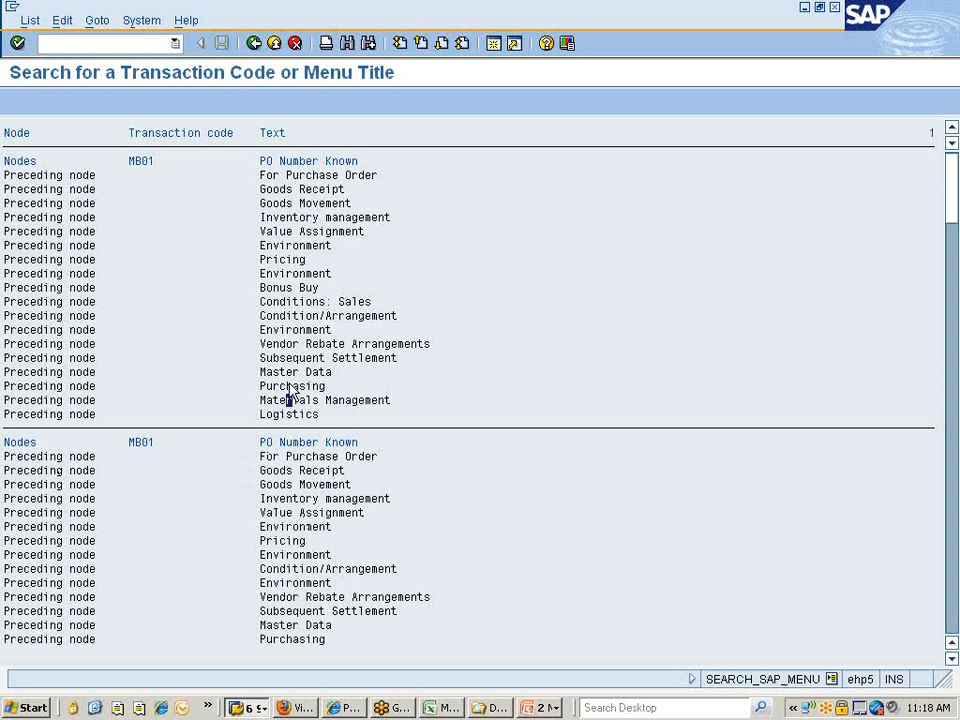 List Edit Goto System Help
SAP
Search for a Transaction Code or Menu Title
Node Transaction code Text 1
Nodes MB01 PO Number Known
Preceding node For Purchase Order
Preceding node Goods Receipt
Preceding node Goods Movement
Preceding node Inventory management
Preceding node Value Assignment
Preceding node Environment
Preceding node Pricing
Preceding node Environment
Preceding node Bonus Buy
Preceding node Conditions: Sales
Preceding node Condition/Arrangement
Preceding node Environment
Preceding node Vendor Rebate Arrangements
Preceding node Subsequent Settlement
Preceding node Master Data
Preceding node Purchasing
Preceding node Materials Management
Preceding node Logistics
Nodes MB01 PO Number Known
Preceding node For Purchase Order
Preceding node Goods Receipt
Preceding node Goods Movement
Preceding node Inventory management
Preceding node Value Assignment
Preceding node Environment
Preceding node Pricing
Preceding node Environment
Preceding node Condition/Arrangement
Preceding node Environment
Preceding node Vendor Rebate Arrangements
Preceding node Subsequent Settlement
Preceding node Master Data
Preceding node Purchasing
SEARCH_SAP_MENU ehp5 INS
Start » 6 S Vi... P... G... M... D... 2 N Search Desktop « 11:18 AM